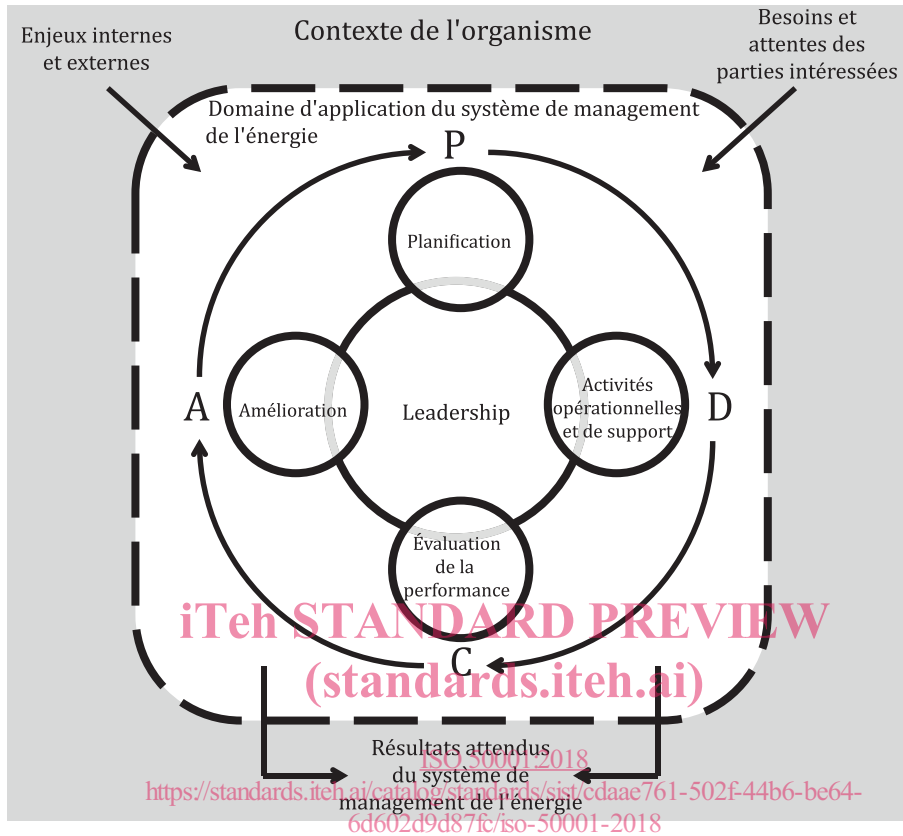 Contexte de l'organisme
Enjeux internes
et externes
Besoins et
attentes des
parties intéressées
Domaine d'application du système de management
de l'énergie
P
Planification
A
Amélioration
Leadership
Activités
opérationnelles
et de support
D
Évaluation
de la
performance
iTeh STANDARD PREVIEW
C
(standards.iteh.ai)
Résultats attendus
ISO 50001:2018
du système de
https://standards.iteh.ai/catalog/standards/sist/cdaae761-502f-44b6-be64-
management de l'énergie
6d602d9d87fc/iso-50001-2018